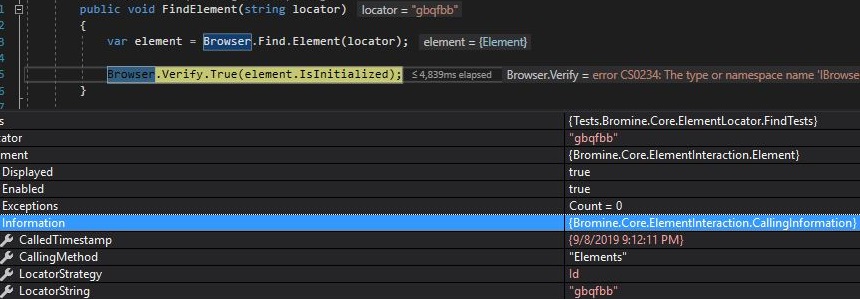 1 public void FindElement(string locator) locator = "gbqfbb"
2 {
3 var element = Browser.Find.Element(locator); element = {Element}
4
5 Browser.Verify.True(element.IsInitialized); ≤ 4,839ms elapsed Browser.Verify = error CS0234: The type or namespace name 'IBrowse
6 }
7
s {Tests.Bromine.Core.ElementLocator.FindTests}
ator "gbqfbb"
ment {Bromine.Core.ElementInteraction.Element}
Displayed true
Enabled true
Exceptions Count = 0
Information {Bromine.Core.ElementInteraction.CallingInformation}
CalledTimestamp {9/8/2019 9:12:11 PM}
CallingMethod "Elements"
LocatorStrategy Id
LocatorString "gbqfbb"